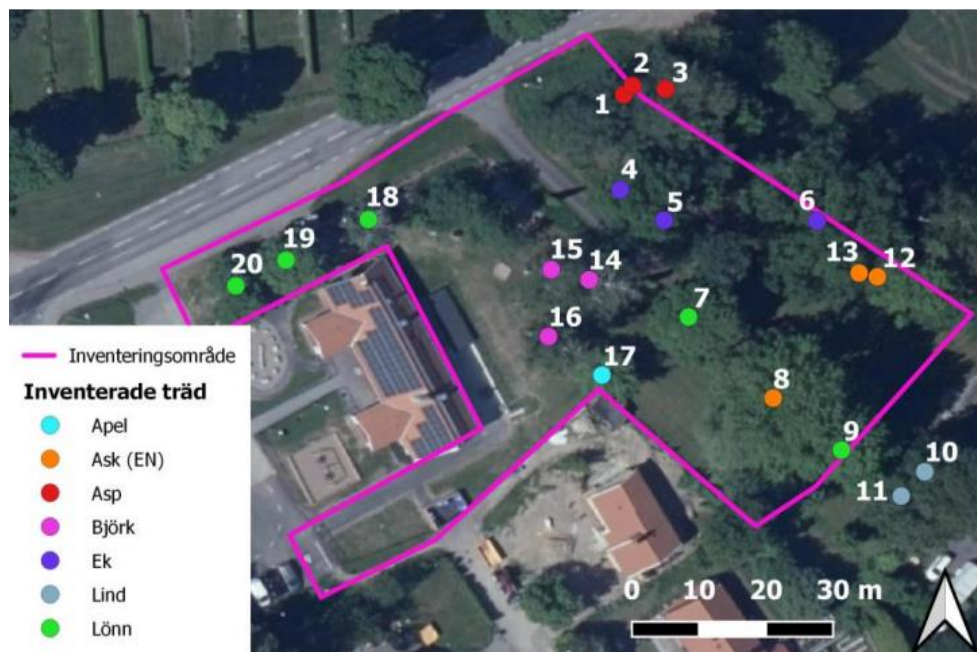 2
3
1
4
5
6
18
19
20
15
14
13
12
7
16
17
8
9
10
11
Inventeringsområde
Inventerade träd
Apel
Ask (EN)
Asp
Björk
Ek
Lind
Lönn
0 10 20 30 m